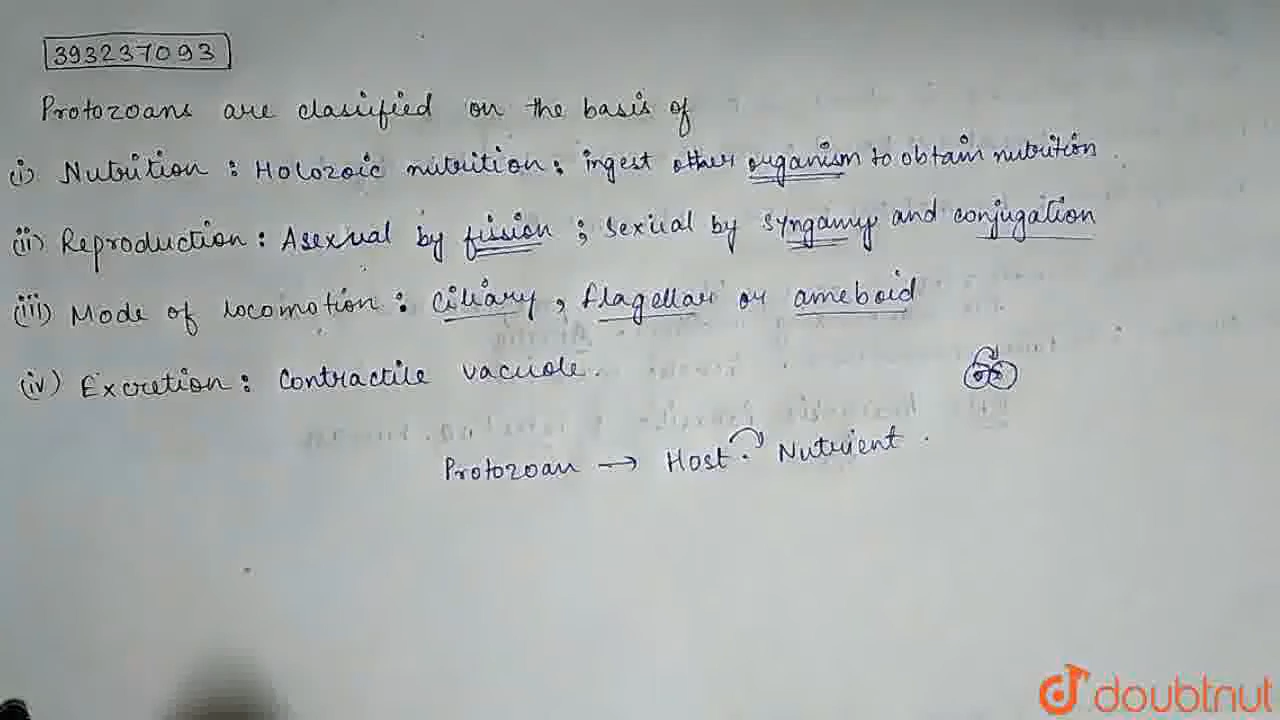 393237093
Protozoans are classified on the basis of
(i) Nutrition : Holozoic nutrition : ingest other organism to obtain nutrition.
(ii) Reproduction : Asexual by fission ; sexual by syngamy and conjugation
(iii) Mode of locomotion : Ciliary, flagellar or ameboid
(iv) Excretion : Contractile vacuole.
Protozoan → Host. Nutrient.
doubtnut